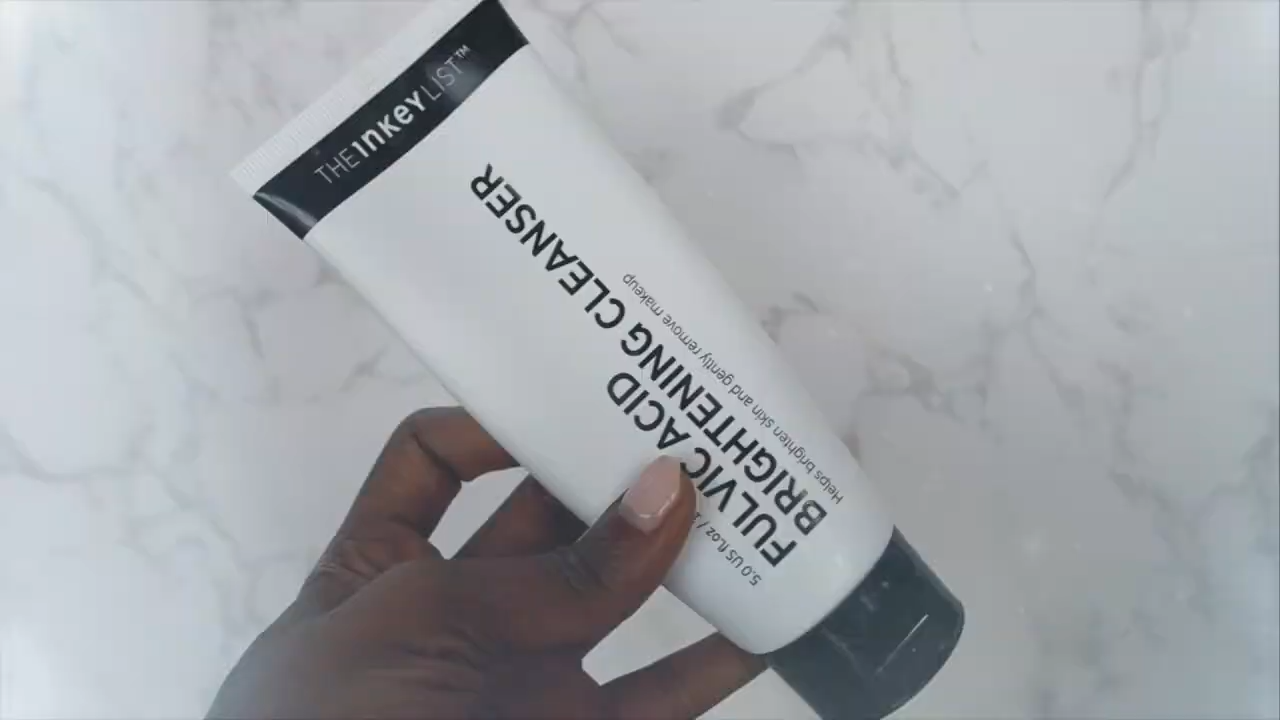 THE INKEY LIST™
5.0 US fl.oz /
FULVIC ACID
BRIGHTENING CLEANSER
Helps brighten skin and gently remove makeup